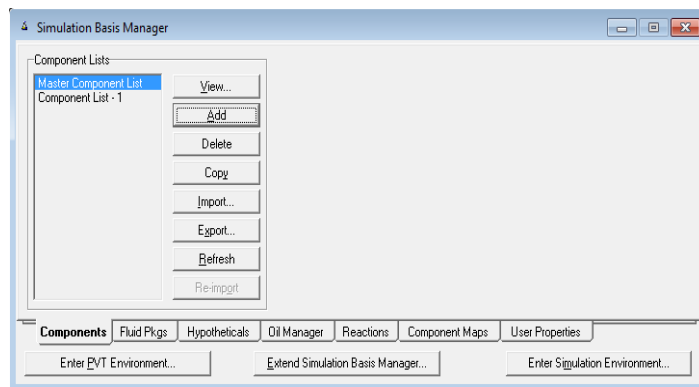 Simulation Basis Manager
Component Lists
Master Component List
Component List - 1
View...
Add
Delete
Copy
Import...
Export...
Refresh
Re-import
Components Fluid Pkgs Hypotheticals Oil Manager Reactions Component Maps User Properties
Enter PVT Environment... Extend Simulation Basis Manager... Enter Simulation Environment...